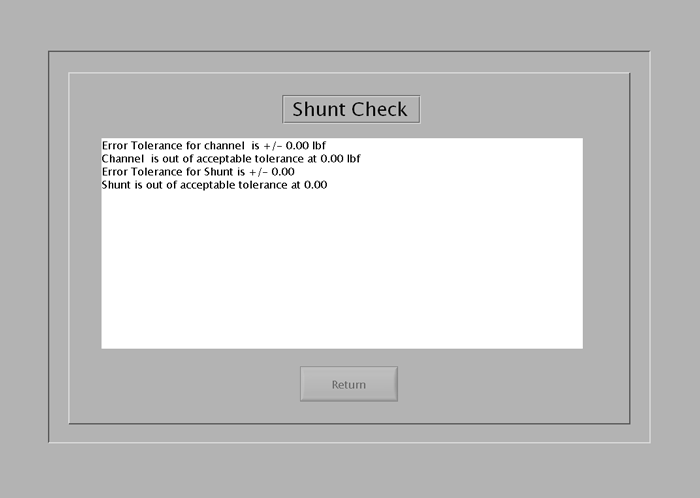 Shunt Check
Error Tolerance for channel  is +/- 0.00 lbf
Channel  is out of acceptable tolerance at 0.00 lbf
Error Tolerance for Shunt is +/- 0.00
Shunt is out of acceptable tolerance at 0.00
Return